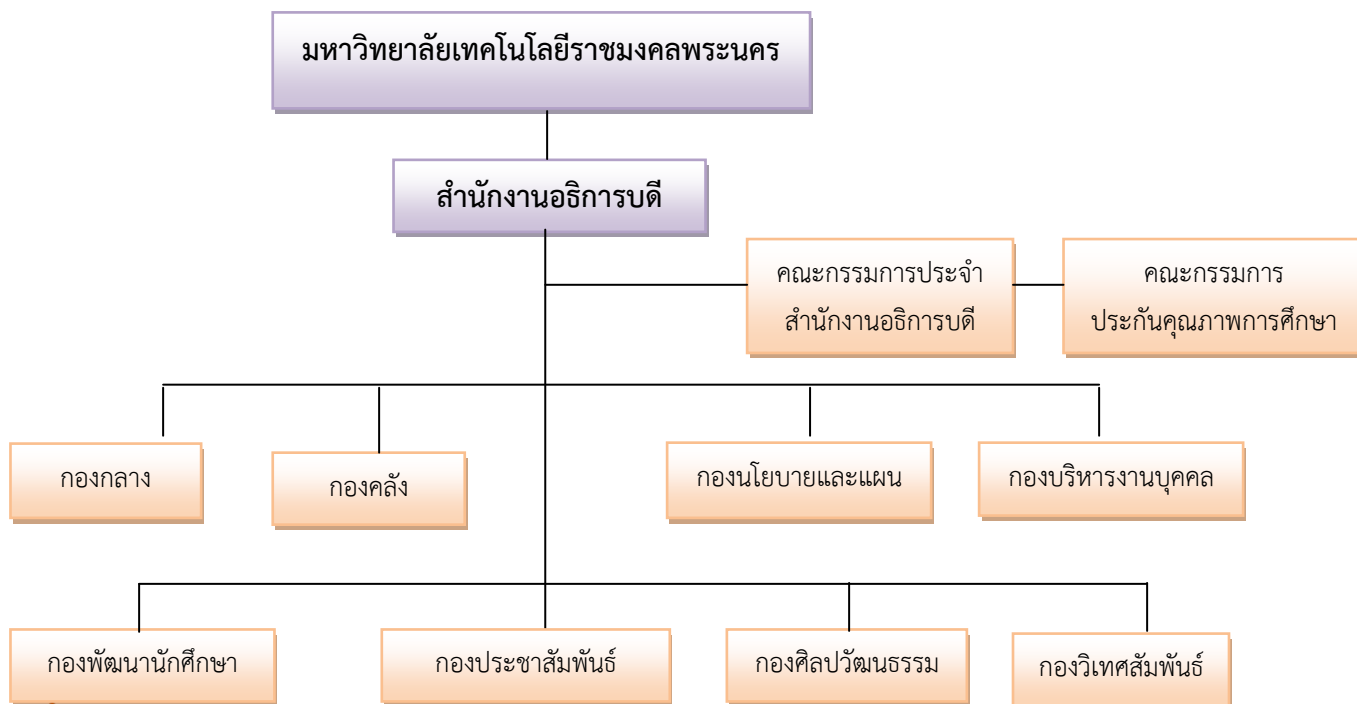 มหาวิทยาลัยเทคโนโลยีราชมงคลพระนคร
สำนักงานอธิการบดี
คณะกรรมการประจำ
สำนักงานอธิการบดี
คณะกรรมการ
ประกันคุณภาพการศึกษา
กองกลาง
กองคลัง
กองนโยบายและแผน
กองบริหารงานบุคคล
กองพัฒนานักศึกษา
กองประชาสัมพันธ์
กองศิลปวัฒนธรรม
กองวิเทศสัมพันธ์